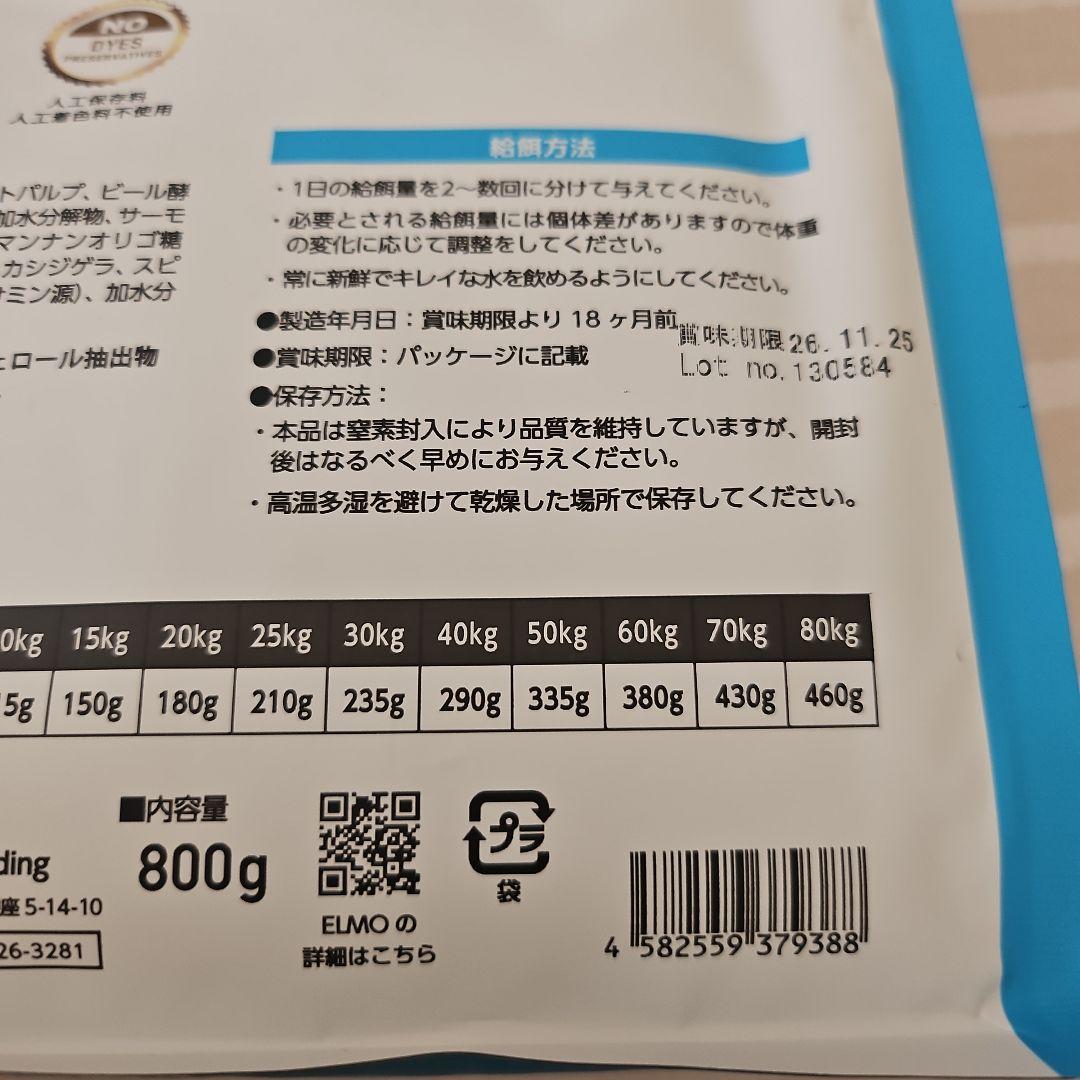 NO
DYES
PRESERVATIVES
人工保存料
人工着色料不使用
トパルプ、ビール酵
加水分解物、サーモ
マンナンオリゴ糖
カシジゲラ、スピ
ミン源)、加水分
ェロール抽出物
給餌方法
・1日の給餌量を2～数回に分けて与えてください。
・必要とされる給餌量には個体差がありますので体重
の変化に応じて調整をしてください。
・常に新鮮でキレイな水を飲めるようにしてください。
●製造年月日：賞味期限より 18 ヶ月前
●賞味期限：パッケージに記載
賞味期限 26. 11. 25
Lot no. 130584
●保存方法：
・本品は窒素封入により品質を維持していますが、開封
後はなるべく早めにお与えください。
・高温多湿を避けて乾燥した場所で保存してください。
0kg 15kg 20kg 25kg 30kg 40kg 50kg 60kg 70kg 80kg
5g 150g 180g 210g 235g 290g 335g 380g 430g 460g
■内容量
800g
ding
座 5-14-10
26-3281
ELMO の
詳細はこちら
プラ
袋
4 582559 379388